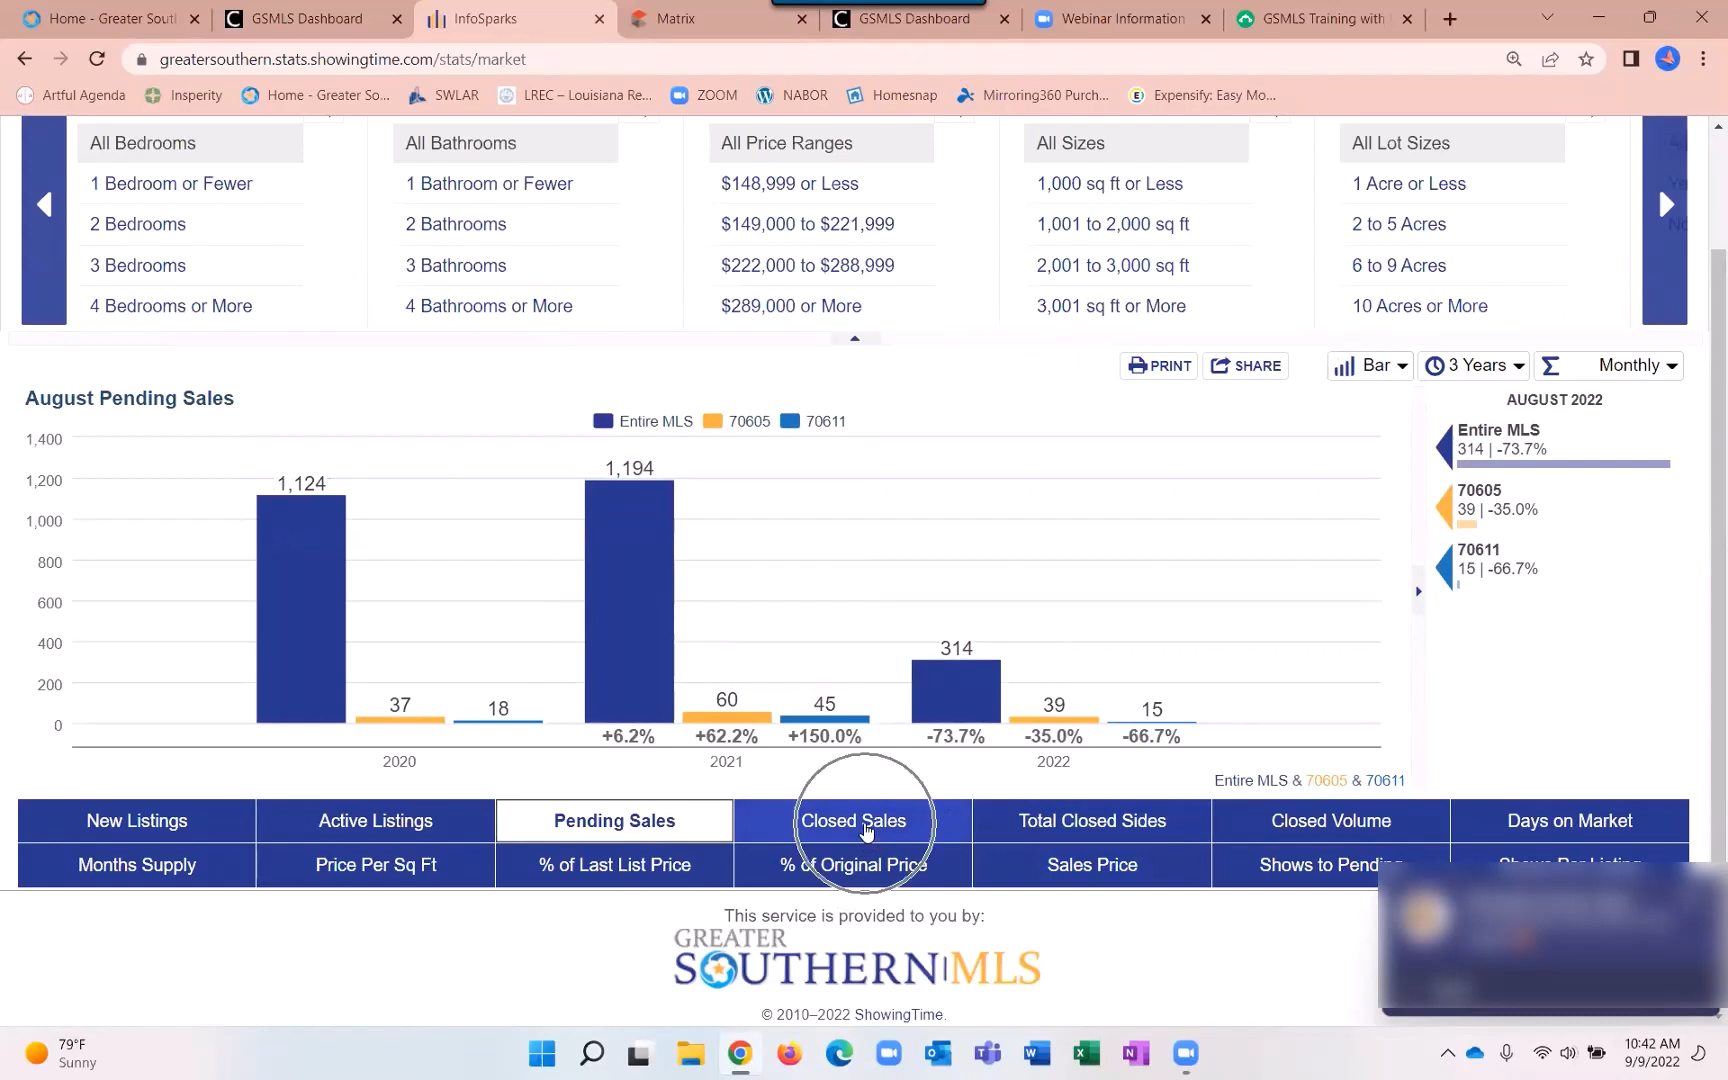 Home - Greater South
GSMLS Dashboard
InfoSparks
Matrix
GSMLS Dashboard
Webinar Information
GSMLS Training with
greatersouthern.stats.showingtime.com/stats/market
Artful Agenda
Insperity
Home - Greater So...
SWLAR
LREC – Louisiana Re...
ZOOM
NABOR
Homesnap
Mirroring360 Purch...
Expensify: Easy Mo...
All Bedrooms
All Bathrooms
All Price Ranges
All Sizes
All Lot Sizes
1 Bedroom or Fewer
1 Bathroom or Fewer
$148,999 or Less
1,000 sq ft or Less
1 Acre or Less
2 Bedrooms
2 Bathrooms
$149,000 to $221,999
1,001 to 2,000 sq ft
2 to 5 Acres
3 Bedrooms
3 Bathrooms
$222,000 to $288,999
2,001 to 3,000 sq ft
6 to 9 Acres
4 Bedrooms or More
4 Bathrooms or More
$289,000 or More
3,001 sq ft or More
10 Acres or More
PRINT
SHARE
Bar
3 Years
Σ Monthly
August Pending Sales
Entire MLS 70605 70611
1,400
1,200
1,000
800
600
400
200
0
1,124
37
18
1,194
60
45
314
39
15
+6.2%
+62.2%
+150.0%
-73.7%
-35.0%
-66.7%
2020
2021
2022
Entire MLS & 70605 & 70611
AUGUST 2022
Entire MLS
314 | -73.7%
70605
39 | -35.0%
70611
15 | -66.7%
New Listings
Active Listings
Pending Sales
Closed Sales
Total Closed Sides
Closed Volume
Days on Market
Months Supply
Price Per Sq Ft
% of Last List Price
% of Original Price
Sales Price
Shows to Pending
Shows Per Listing
This service is provided to you by:
GREATER
SOUTHERN MLS
© 2010–2022 ShowingTime.
79°F
Sunny
10:42 AM
9/9/2022